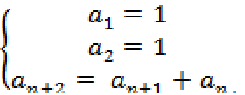 a₁ = 1
a₂ = 1
aₙ₊₂ = aₙ₊₁ + aₙ.